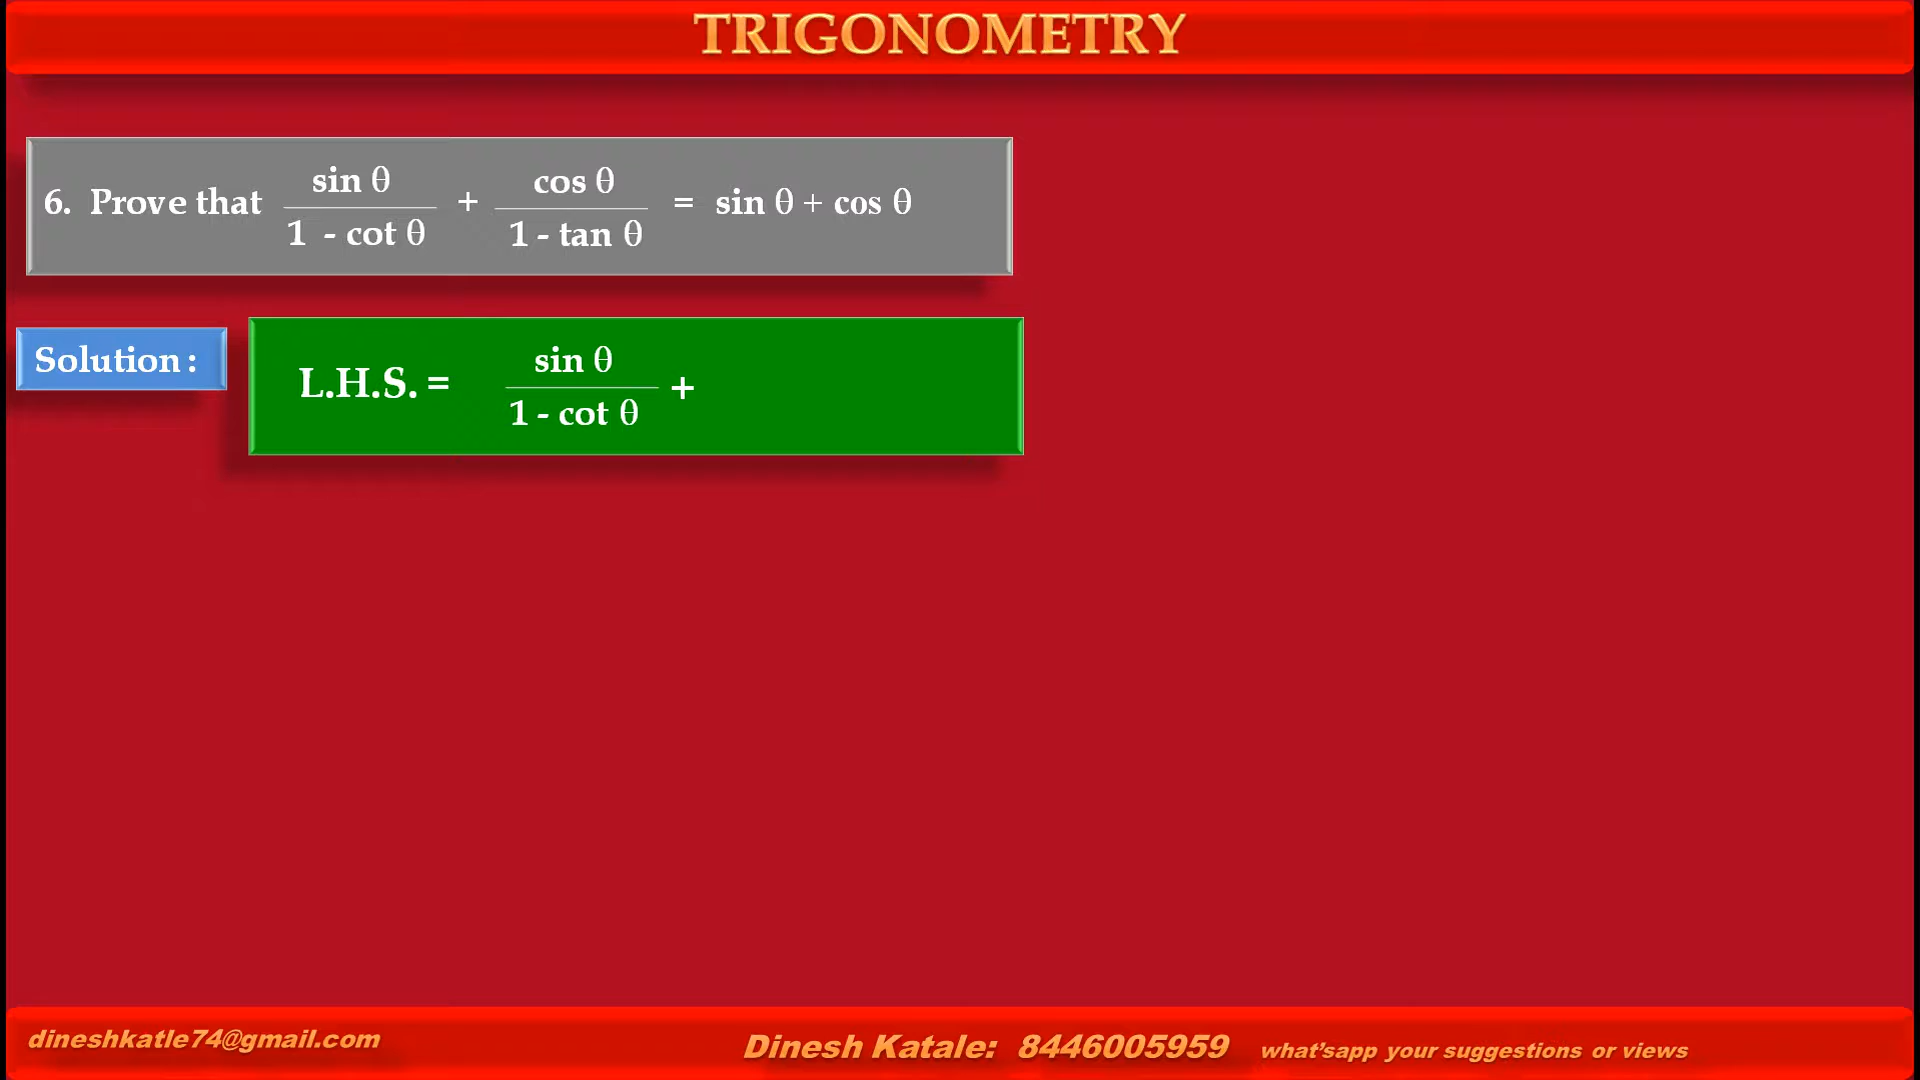 TRIGONOMETRY
6. Prove that sin θ / 1 - cot θ + cos θ / 1 - tan θ = sin θ + cos θ
Solution :
L.H.S. = sin θ / 1 - cot θ +
dineshkatle74@gmail.com
Dinesh Katale: 8446005959 what'sapp your suggestions or views